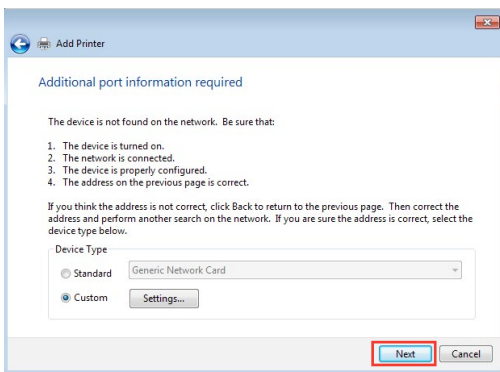 Add Printer
Additional port information required
The device is not found on the network. Be sure that:
1. The device is turned on.
2. The network is connected.
3. The device is properly configured.
4. The address on the previous page is correct.
If you think the address is not correct, click Back to return to the previous page. Then correct the
address and perform another search on the network. If you are sure the address is correct, select the
device type below.
Device Type
Standard Generic Network Card
Custom Settings...
Next Cancel